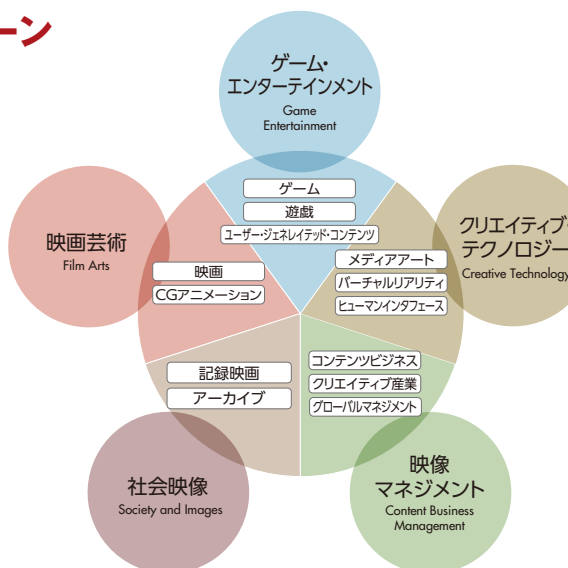 ーン
ゲーム・
エンターテインメント
Game
Entertainment
ゲーム
遊戯
ユーザー・ジェネレイテッド・コンテンツ
映画芸術
Film Arts
映画
CGアニメーション
クリエイティブ・
テクノロジー
Creative Technology
メディアアート
バーチャルリアリティ
ヒューマンインタフェース
記録映画
アーカイブ
コンテンツビジネス
クリエイティブ産業
グローバルマネジメント
社会映像
Society and Images
映像
マネジメント
Content Business
Management